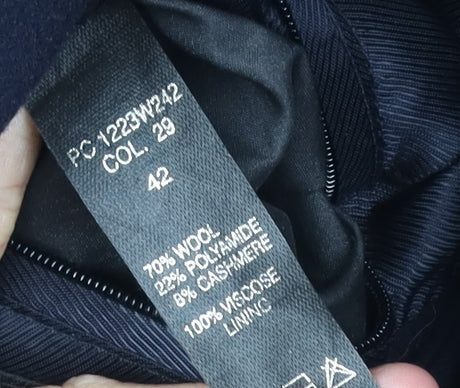 PC 1223W242
COL. 29
42
70% WOOL
22% POLYAMIDE
8% CASHMERE
100% VISCOSE
LINING